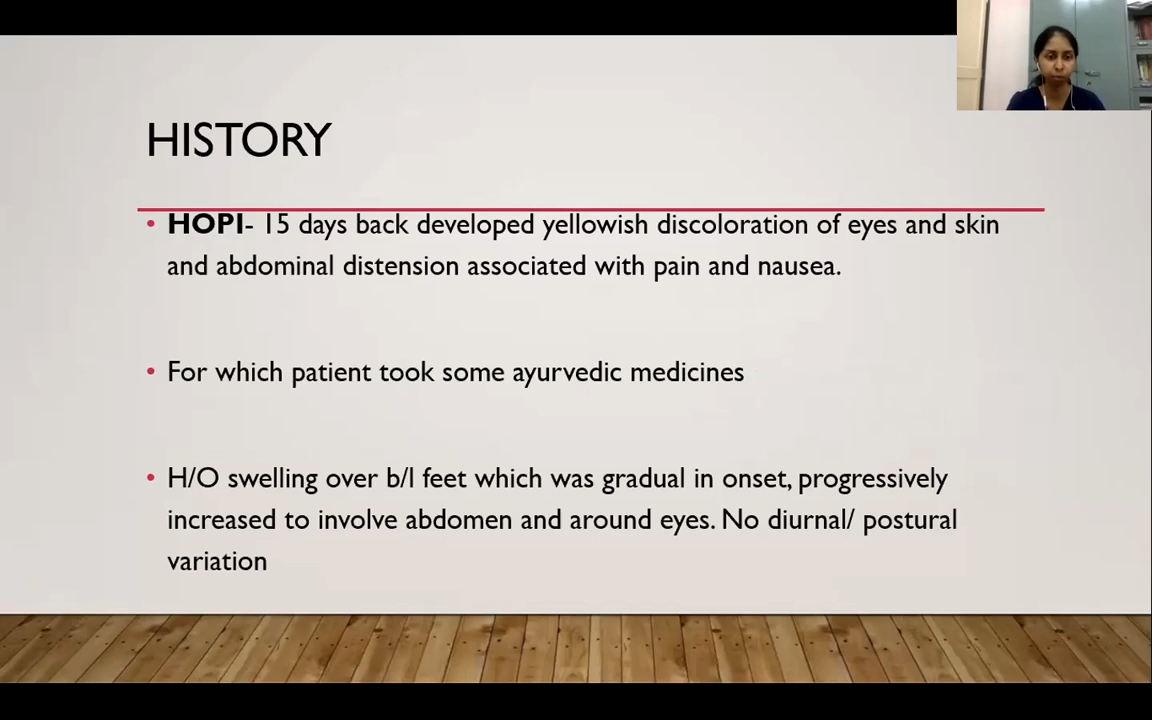 HISTORY
• HOPI- 15 days back developed yellowish discoloration of eyes and skin
and abdominal distension associated with pain and nausea.
• For which patient took some ayurvedic medicines
• H/O swelling over b/l feet which was gradual in onset, progressively
increased to involve abdomen and around eyes. No diurnal/ postural
variation